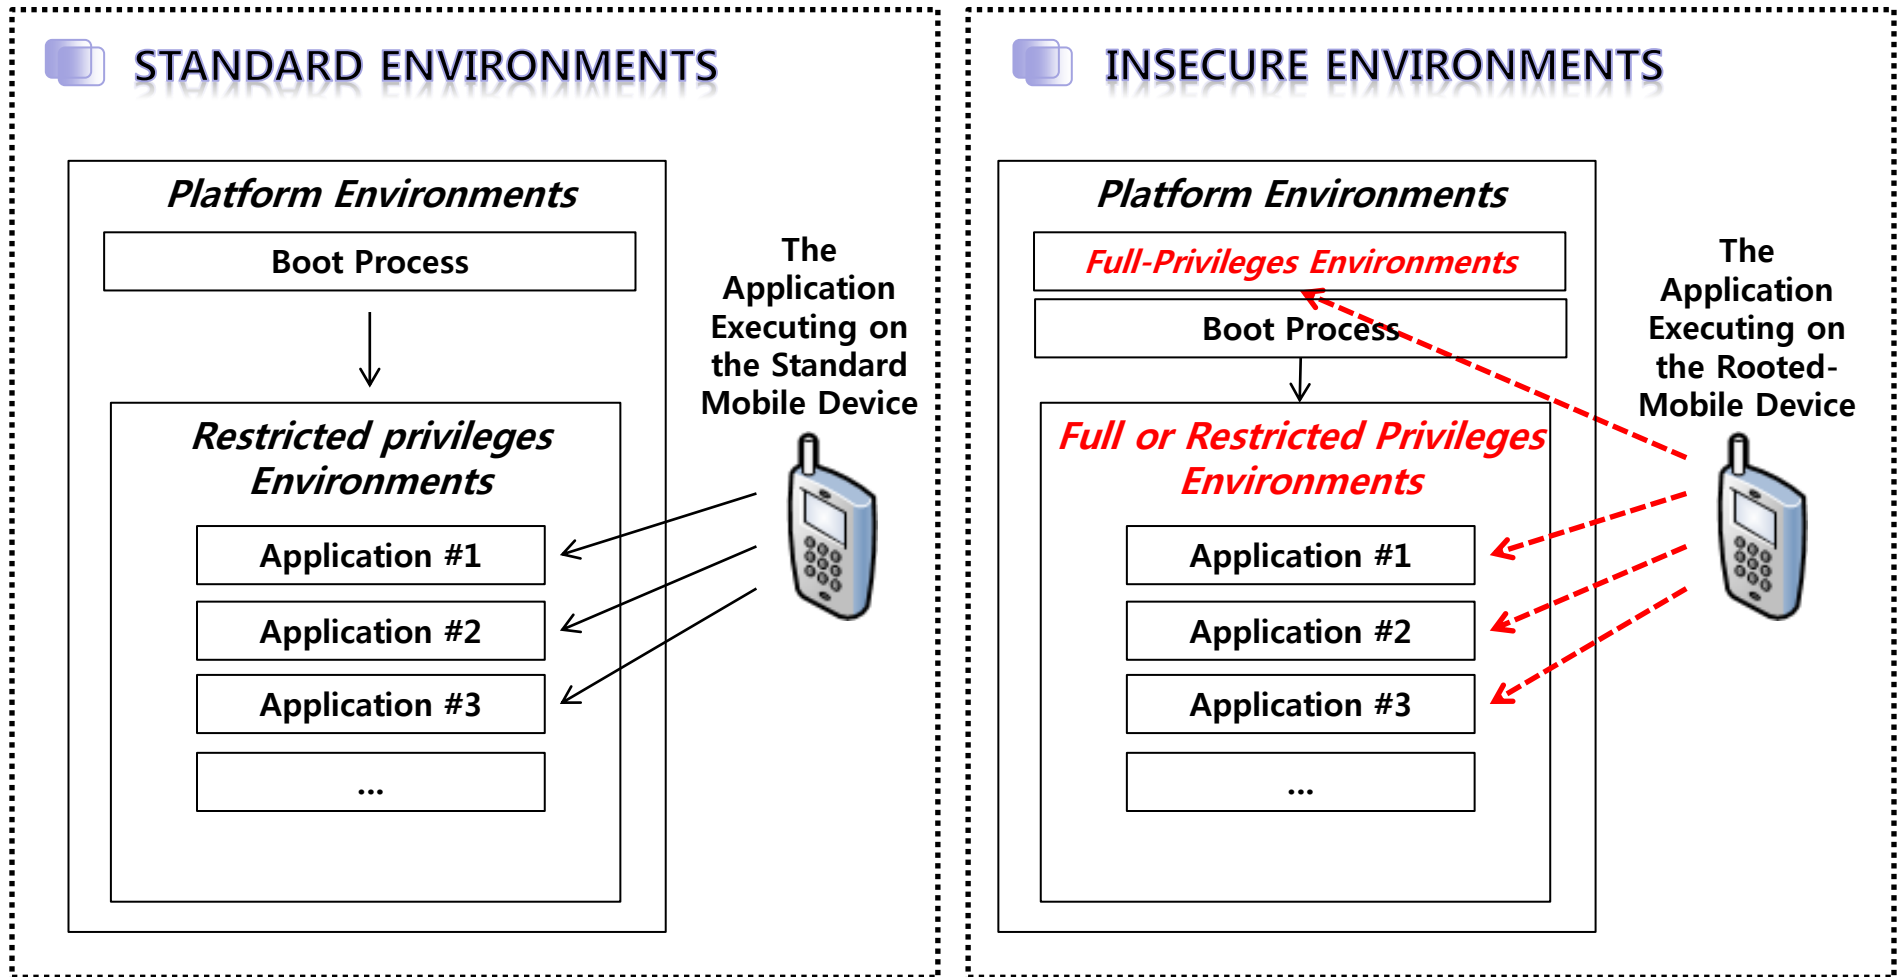 STANDARD ENVIRONMENTS
Platform Environments
Boot Process
Restricted privileges
Environments
Application #1
Application #2
Application #3
...
The
Application
Executing on
the Standard
Mobile Device
INSECURE ENVIRONMENTS
Platform Environments
Full-Privileges Environments
Boot Process
Full or Restricted Privileges
Environments
Application #1
Application #2
Application #3
...
The
Application
Executing on
the Rooted-
Mobile Device